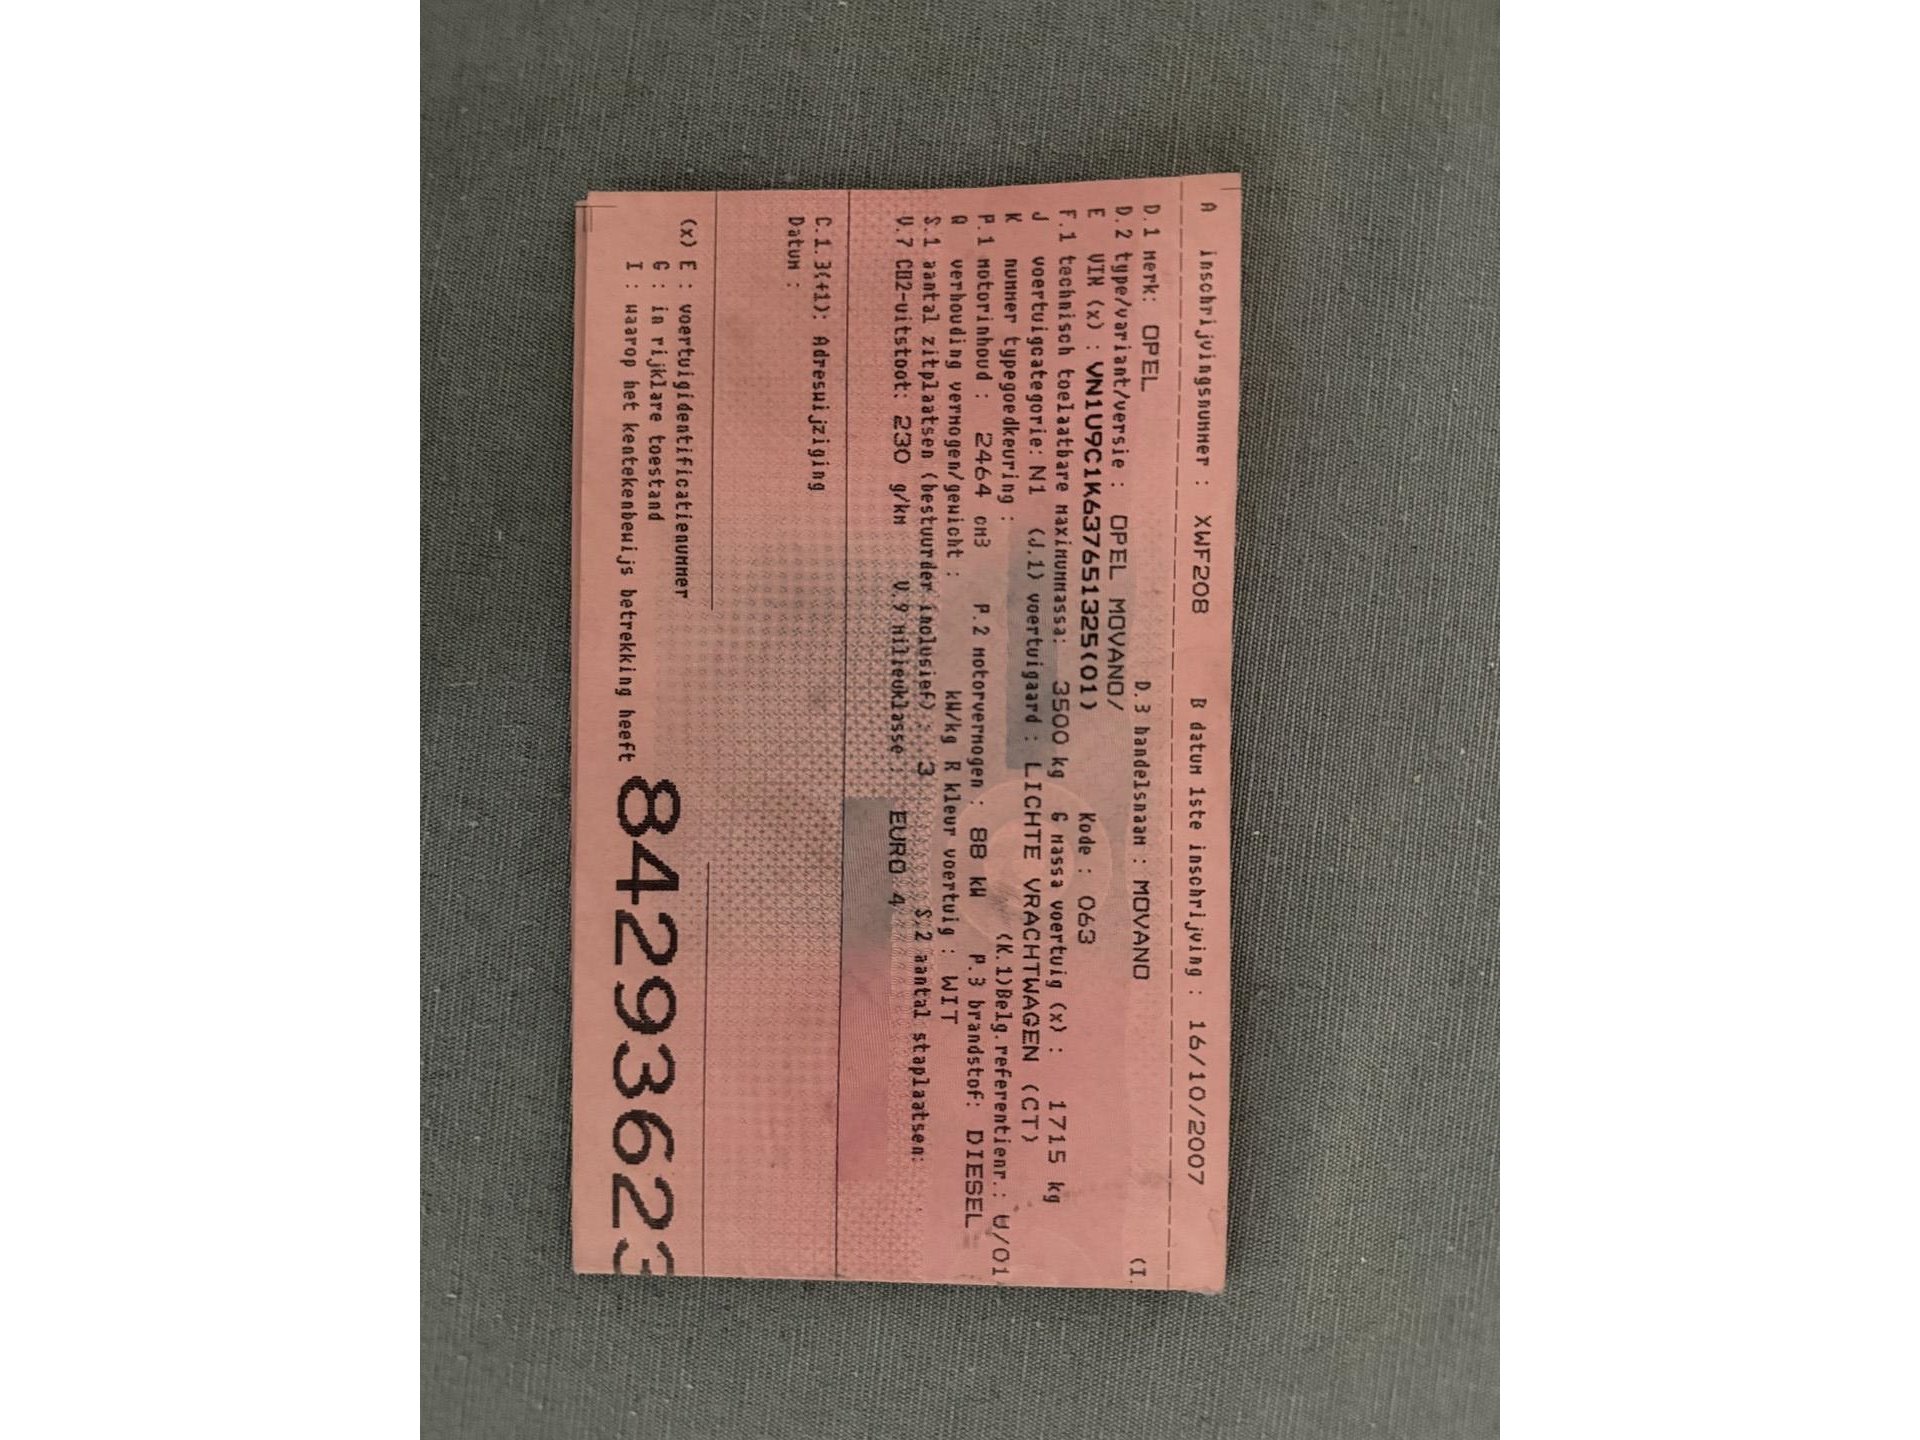 A inschrijvingsnummer : XWF208 B datum 1ste inschrijving : 16/10/2007
D.1 merk: OPEL D.3 handelsnaam : MOVANO (I.
D.2 type/variant/versie : OPEL MOVANO/
E VIN (x) : VN1U9C1K637651325(01) Kode : 063
F.1 technisch toelaatbare maximummassa: 3500 kg G massa voertuig (x) : 1715 kg
J voertuigcategorie: N1 (J.1) voertuigaard : LICHTE VRACHTWAGEN (CT)
K nummer typegoedkeuring : (K.1)Belg.referentienr.: U/01
P.1 motorinhoud : 2464 cm3 P.2 motorvermogen : 88 kW P.3 brandstof: DIESEL
Q verhouding vermogen/gewicht : kW/kg R kleur voertuig : WIT
S.1 aantal zitplaatsen (bestuurder inclusief) : 3 S.2 aantal staplaatsen:
V.7 CO2-uitstoot: 230 g/km V.9 milieuklasse : EURO 4
C.1.3(+1): Adreswijziging
Datum :
(x) E : voertuigidentificatienummer
G : in rijklare toestand
I : waarop het kentekenbewijs betrekking heeft
842936623